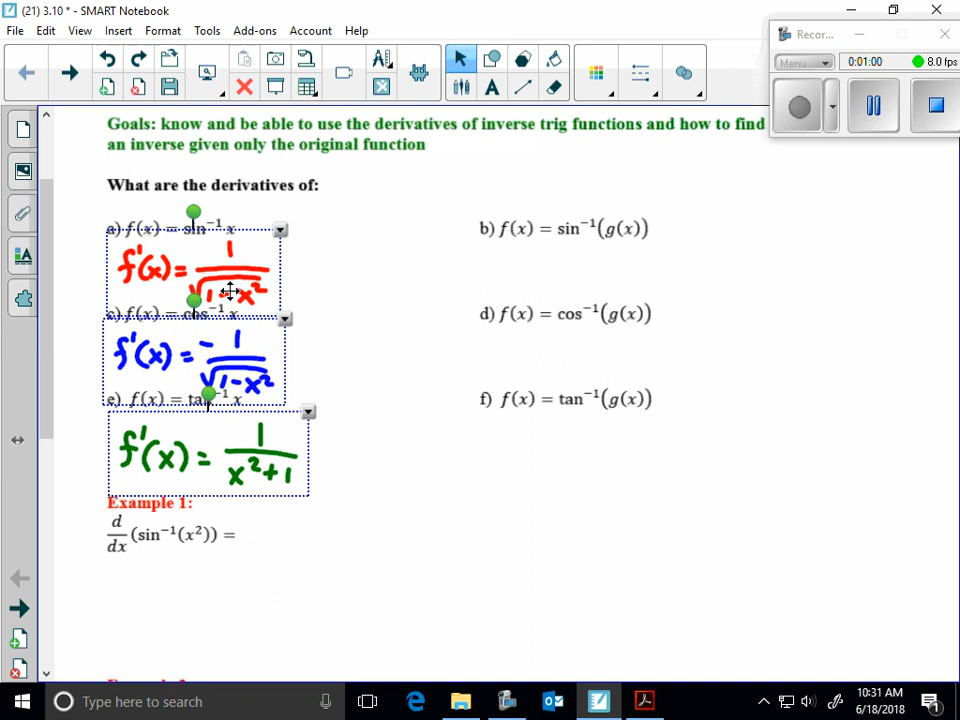 (21) 3.10 * - SMART Notebook
File Edit View Insert Format Tools Add-ons Account Help
Recor...
Menu 0:01:00 8.0 fps
Goals: know and be able to use the derivatives of inverse trig functions and how to find
an inverse given only the original function
What are the derivatives of:
a) f(x) = sin⁻¹ x
b) f(x) = sin⁻¹(g(x))
f'(x) = 1/√(1-x²)
c) f(x) = cos⁻¹ x
d) f(x) = cos⁻¹(g(x))
f'(x) = -1/√(1-x²)
e) f(x) = tan⁻¹ x
f) f(x) = tan⁻¹(g(x))
f'(x) = 1/(x²+1)
Example 1:
d/dx (sin⁻¹(x²)) =
Type here to search
10:31 AM
6/18/2018
1